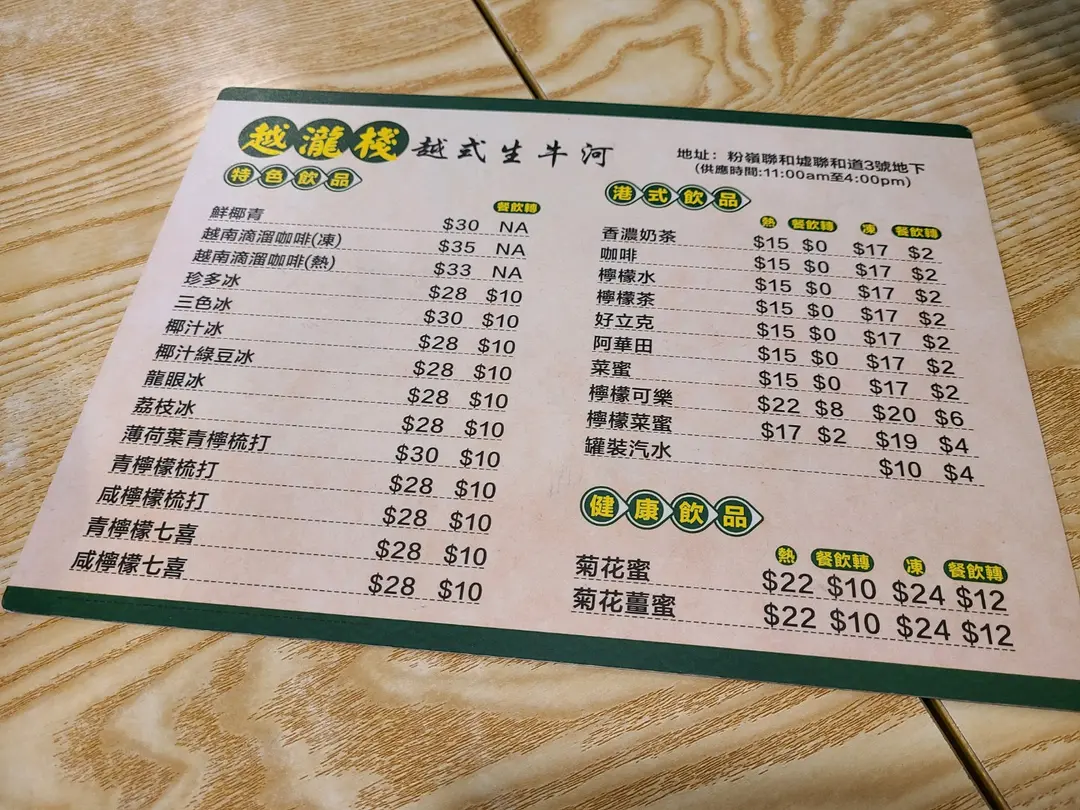 越瀧棧 越式生牛河
地址：粉嶺聯和墟聯和道3號地下
(供應時間:11:00am至4:00pm)
特色飲品
餐飲轉
鮮椰青 $30 NA
越南滴溜咖啡(凍) $35 NA
越南滴溜咖啡(熱) $33 NA
珍多冰 $28 $10
三色冰 $30 $10
椰汁冰 $28 $10
椰汁綠豆冰 $28 $10
龍眼冰 $28 $10
荔枝冰 $28 $10
薄荷葉青檸梳打 $30 $10
青檸檬梳打 $28 $10
咸檸檬梳打 $28 $10
青檸檬七喜 $28 $10
咸檸檬七喜 $28 $10
港式飲品
熱 餐飲轉 凍 餐飲轉
香濃奶茶 $15 $0 $17 $2
咖啡 $15 $0 $17 $2
檸檬水 $15 $0 $17 $2
檸檬茶 $15 $0 $17 $2
好立克 $15 $0 $17 $2
阿華田 $15 $0 $17 $2
菜蜜 $15 $0 $17 $2
檸檬可樂 $22 $8 $20 $6
檸檬菜蜜 $17 $2 $19 $4
罐裝汽水 $10 $4
健康飲品
熱 餐飲轉 凍 餐飲轉
菊花蜜 $22 $10 $24 $12
菊花薑蜜 $22 $10 $24 $12